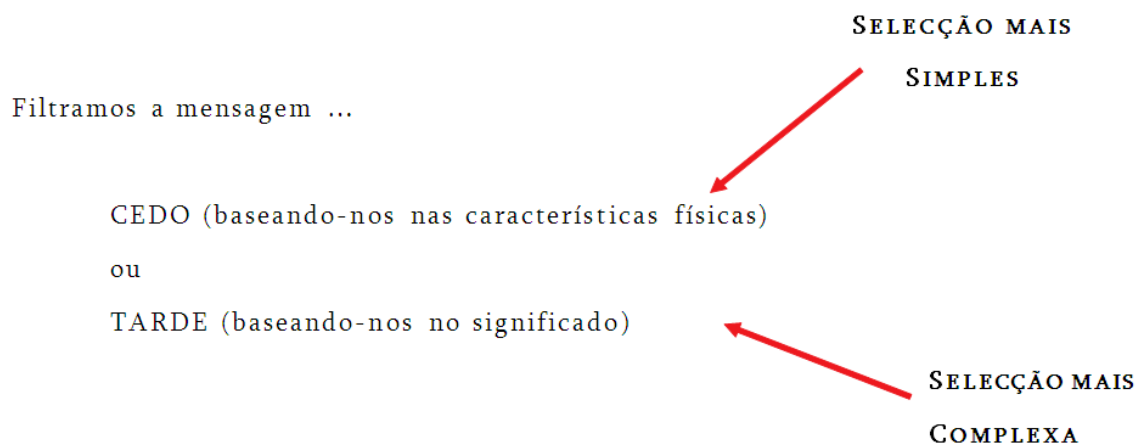 SELECÇÃO MAIS
SIMPLES
Filtramos a mensagem ...
CEDO (baseando-nos nas características físicas)
ou
TARDE (baseando-nos no significado)
SELECÇÃO MAIS
COMPLEXA